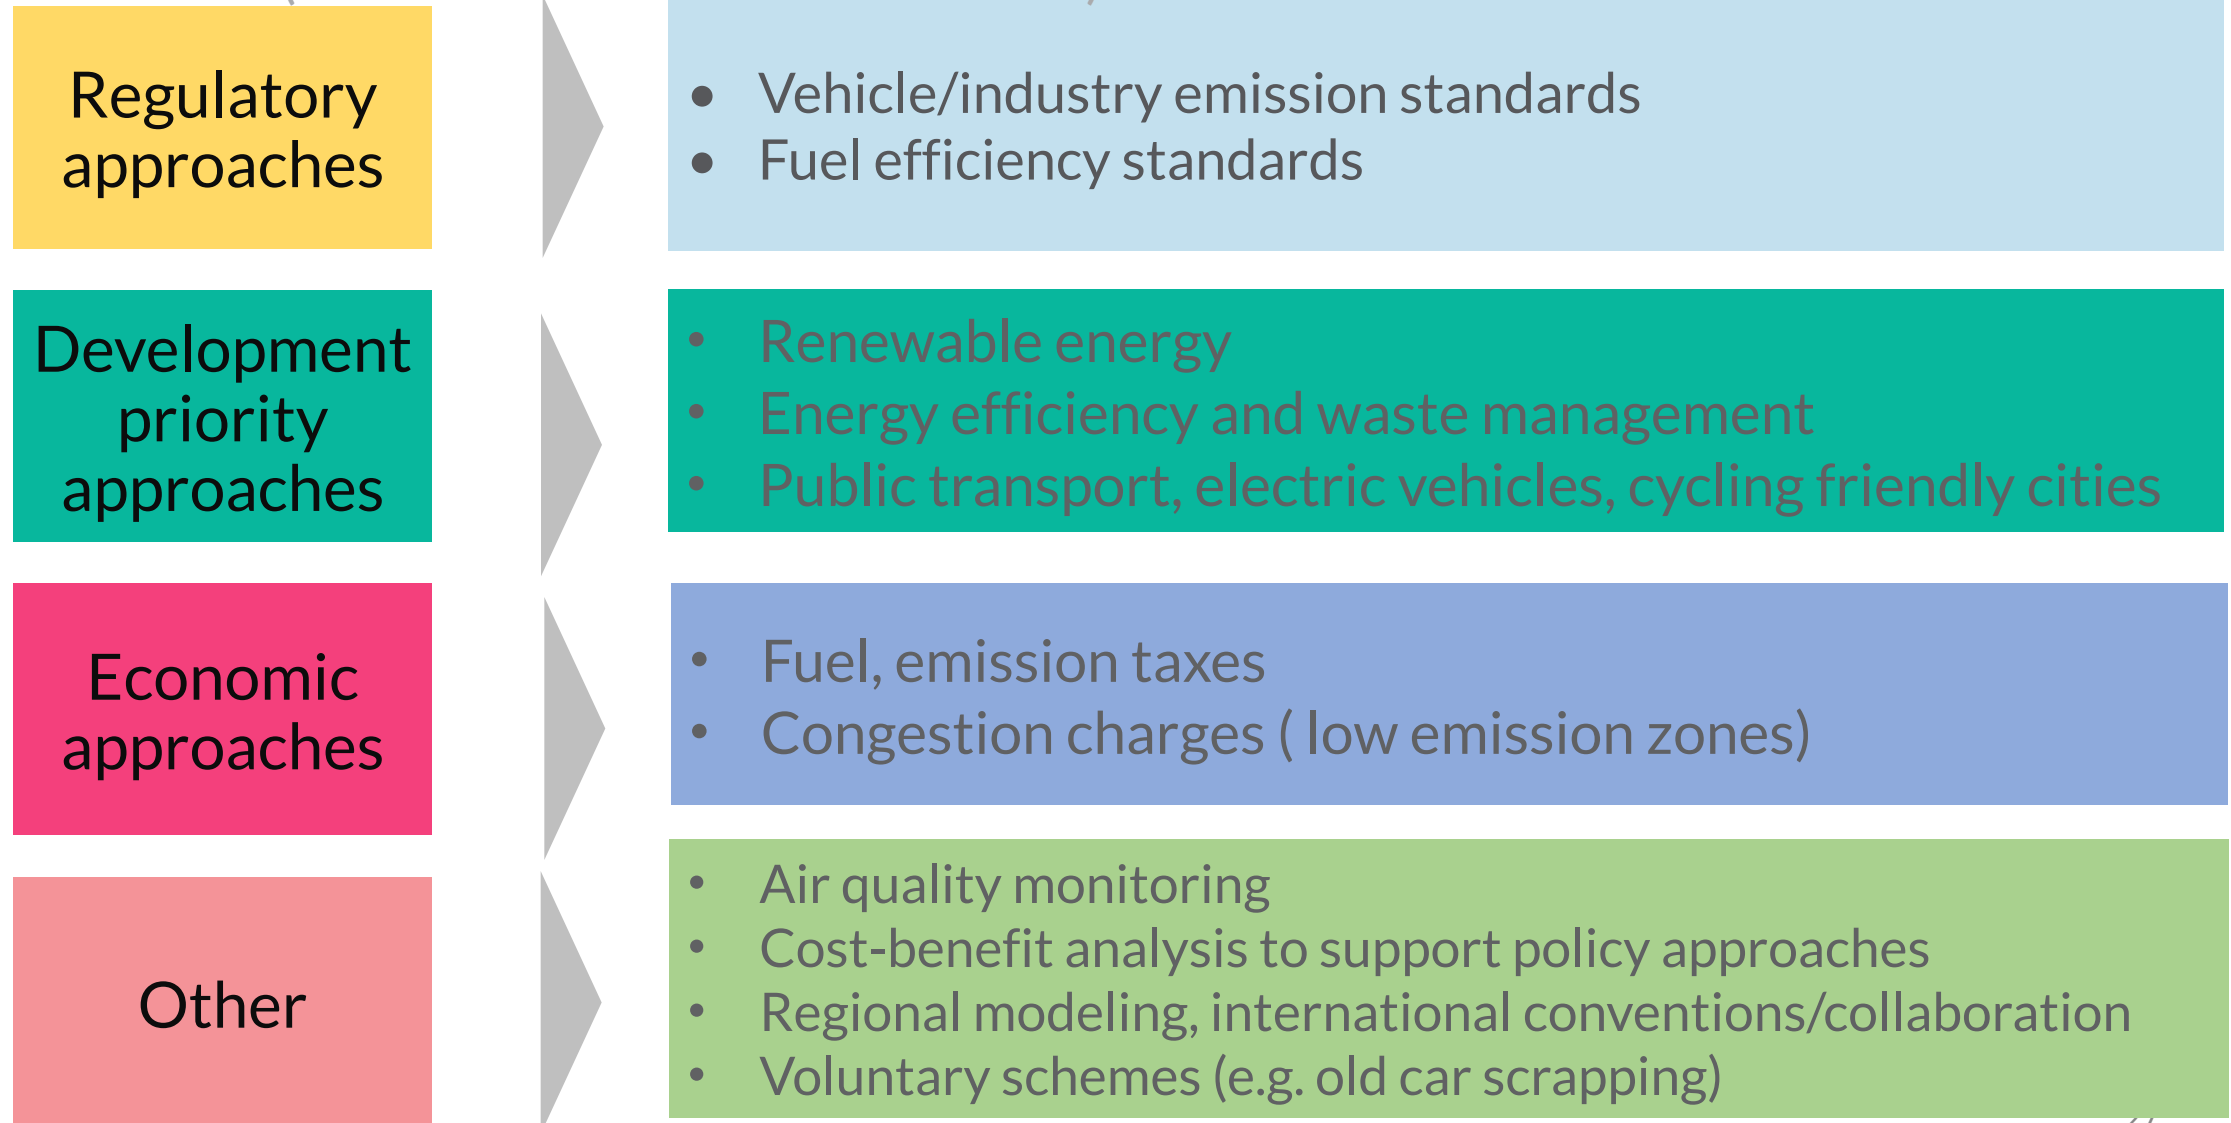 Regulatory
approaches
• Vehicle/industry emission standards
• Fuel efficiency standards
Development
priority
approaches
• Renewable energy
• Energy efficiency and waste management
• Public transport, electric vehicles, cycling friendly cities
Economic
approaches
• Fuel, emission taxes
• Congestion charges ( low emission zones)
Other
• Air quality monitoring
• Cost-benefit analysis to support policy approaches
• Regional modeling, international conventions/collaboration
• Voluntary schemes (e.g. old car scrapping)